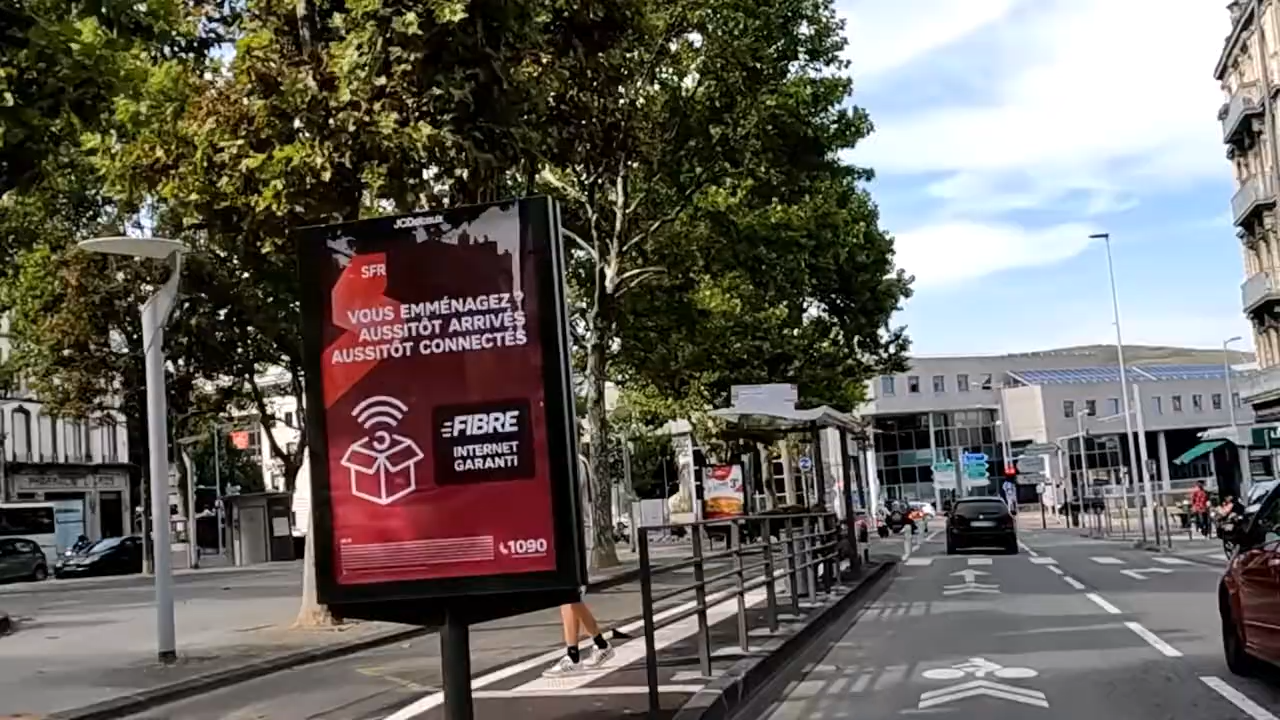 JCDecaux
SFR
VOUS EMMÉNAGEZ ?
AUSSITÔT ARRIVÉS
AUSSITÔT CONNECTÉS
FIBRE
INTERNET
GARANTI
1090